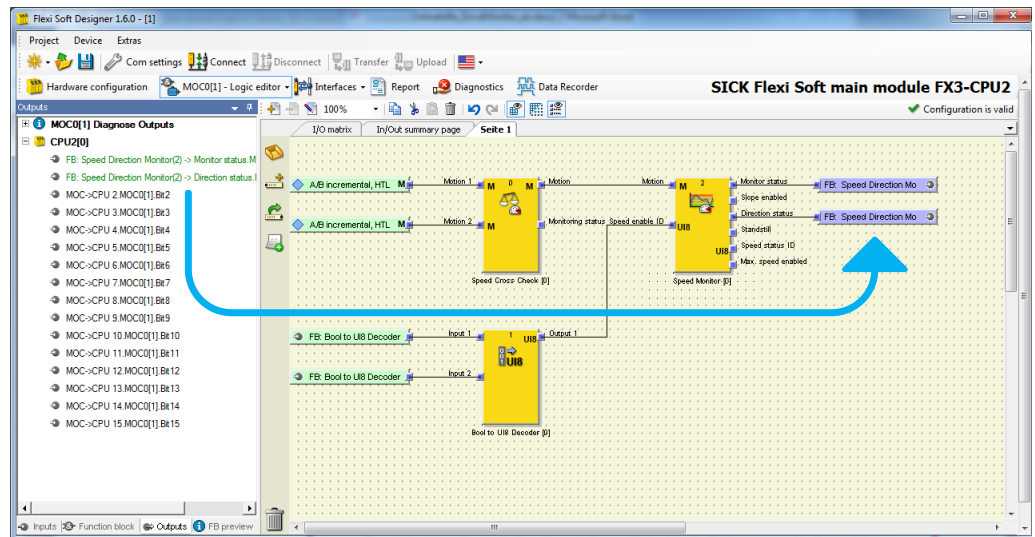 Flexi Soft Designer 1.6.0 - [1]
Project Device Extras
Com settings Connect Disconnect Transfer Upload
Hardware configuration MOC0[1] - Logic editor Interfaces Report Diagnostics Data Recorder SICK Flexi Soft main module FX3-CPU2
Outputs 100% Configuration is valid
I/O matrix In/Out summary page Seite 1
MOC0[1] Diagnose Outputs
CPU2[0]
FB: Speed Direction Monitor(2) -> Monitor status.M
FB: Speed Direction Monitor(2) -> Direction status.I
MOC->CPU 2.MOC0[1].Bit2
MOC->CPU 3.MOC0[1].Bit3
MOC->CPU 4.MOC0[1].Bit4
MOC->CPU 5.MOC0[1].Bit5
MOC->CPU 6.MOC0[1].Bit6
MOC->CPU 7.MOC0[1].Bit7
MOC->CPU 8.MOC0[1].Bit8
MOC->CPU 9.MOC0[1].Bit9
MOC->CPU 10.MOC0[1].Bit10
MOC->CPU 11.MOC0[1].Bit11
MOC->CPU 12.MOC0[1].Bit12
MOC->CPU 13.MOC0[1].Bit13
MOC->CPU 14.MOC0[1].Bit14
MOC->CPU 15.MOC0[1].Bit15
A/B incremental, HTL M Motion 1 M 0 M Motion Motion M 2 Monitor status FB: Speed Direction Mo
Slope enabled
A/B incremental, HTL M Motion 2 M Monitoring status Speed enable ID UI8 Direction status FB: Speed Direction Mo
Standstill
UI8 Speed status ID
Max. speed enabled
Speed Cross Check [0] Speed Monitor [0]
FB: Bool to UI8 Decoder Input 1 1 UI8 Output 1
001 UI8
FB: Bool to UI8 Decoder Input 2
Bool to UI8 Decoder [0]
Inputs Function block Outputs FB preview